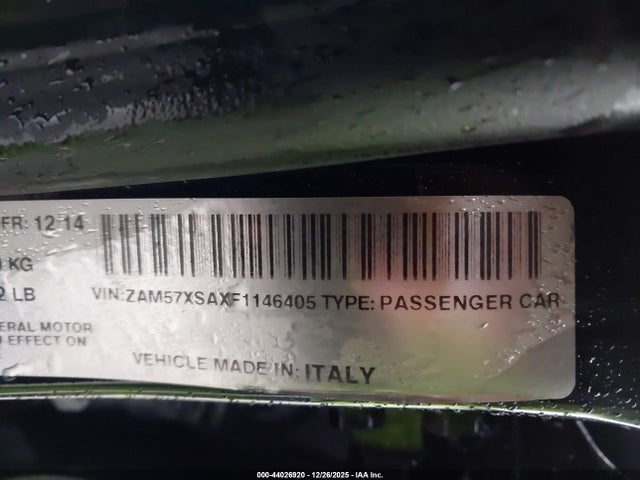 FR: 12 14
KG
2 LB
VIN:ZAM57XSAXF1146405 TYPE: PASSENGER CAR
ERAL MOTOR
EFFECT ON
VEHICLE MADE IN: ITALY
000-44026920 - 12/26/2025 - IAA Inc.